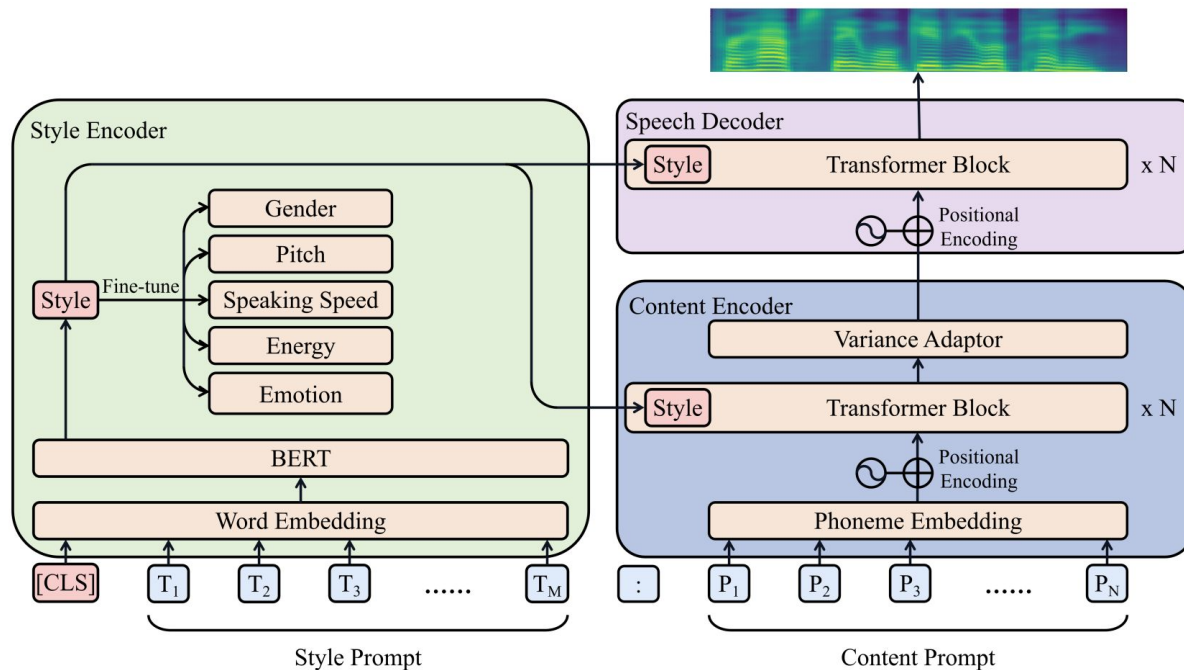 Style Encoder
Gender
Pitch
Fine-tune
Style
Speaking Speed
Energy
Emotion
BERT
Word Embedding
[CLS] T₁ T₂ T₃ ...... T_M
Style Prompt
Speech Decoder
Style Transformer Block x N
Positional
Encoding
Content Encoder
Variance Adaptor
Style Transformer Block x N
Positional
Encoding
Phoneme Embedding
: P₁ P₂ P₃ ...... P_N
Content Prompt